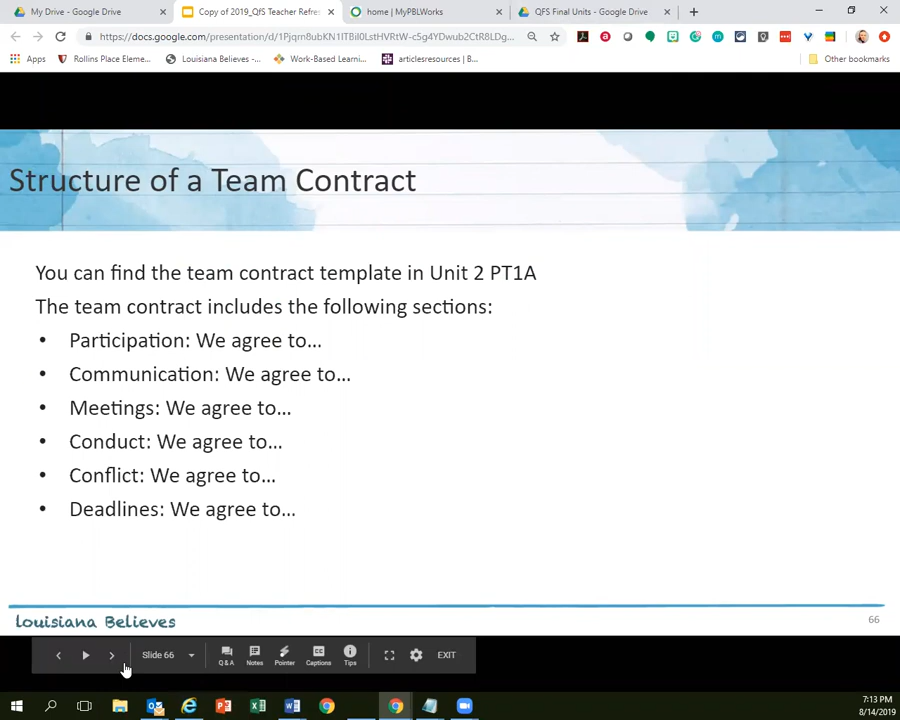 My Drive - Google Drive
Copy of 2019_QfS Teacher Refres
home | MyPBLWorks
QFS Final Units - Google Drive
https://docs.google.com/presentation/d/1Pjqrn8ubKN1lTBil0LstHVRtW-c5g4YDwub2CtR8LDg...
Apps
Rollins Place Eleme...
Louisiana Believes -...
Work-Based Learni...
articlesresources | B...
Other bookmarks
Structure of a Team Contract
You can find the team contract template in Unit 2 PT1A
The team contract includes the following sections:
• Participation: We agree to...
• Communication: We agree to...
• Meetings: We agree to...
• Conduct: We agree to...
• Conflict: We agree to...
• Deadlines: We agree to...
Louisiana Believes
66
Slide 66
Q & A
Notes
Pointer
Captions
Tips
EXIT
7:13 PM
8/14/2019